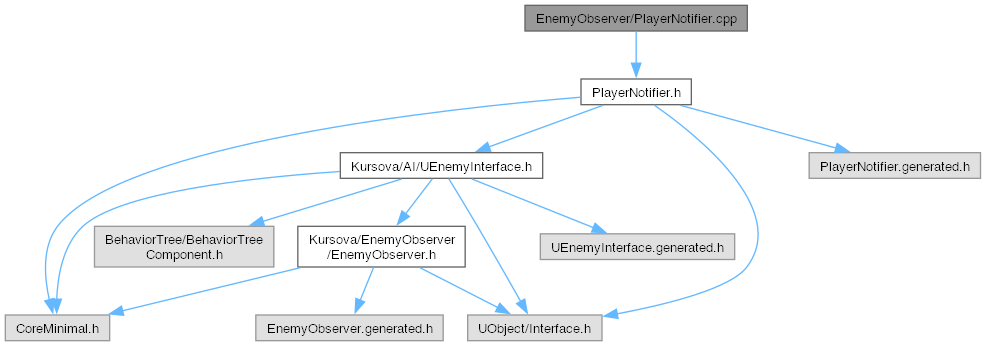 EnemyObserver/PlayerNotifier.cpp
PlayerNotifier.h
Kursova/AI/UEnemyInterface.h
PlayerNotifier.generated.h
BehaviorTree/BehaviorTree
Component.h
Kursova/EnemyObserver
/EnemyObserver.h
UEnemyInterface.generated.h
CoreMinimal.h
EnemyObserver.generated.h
UObject/Interface.h